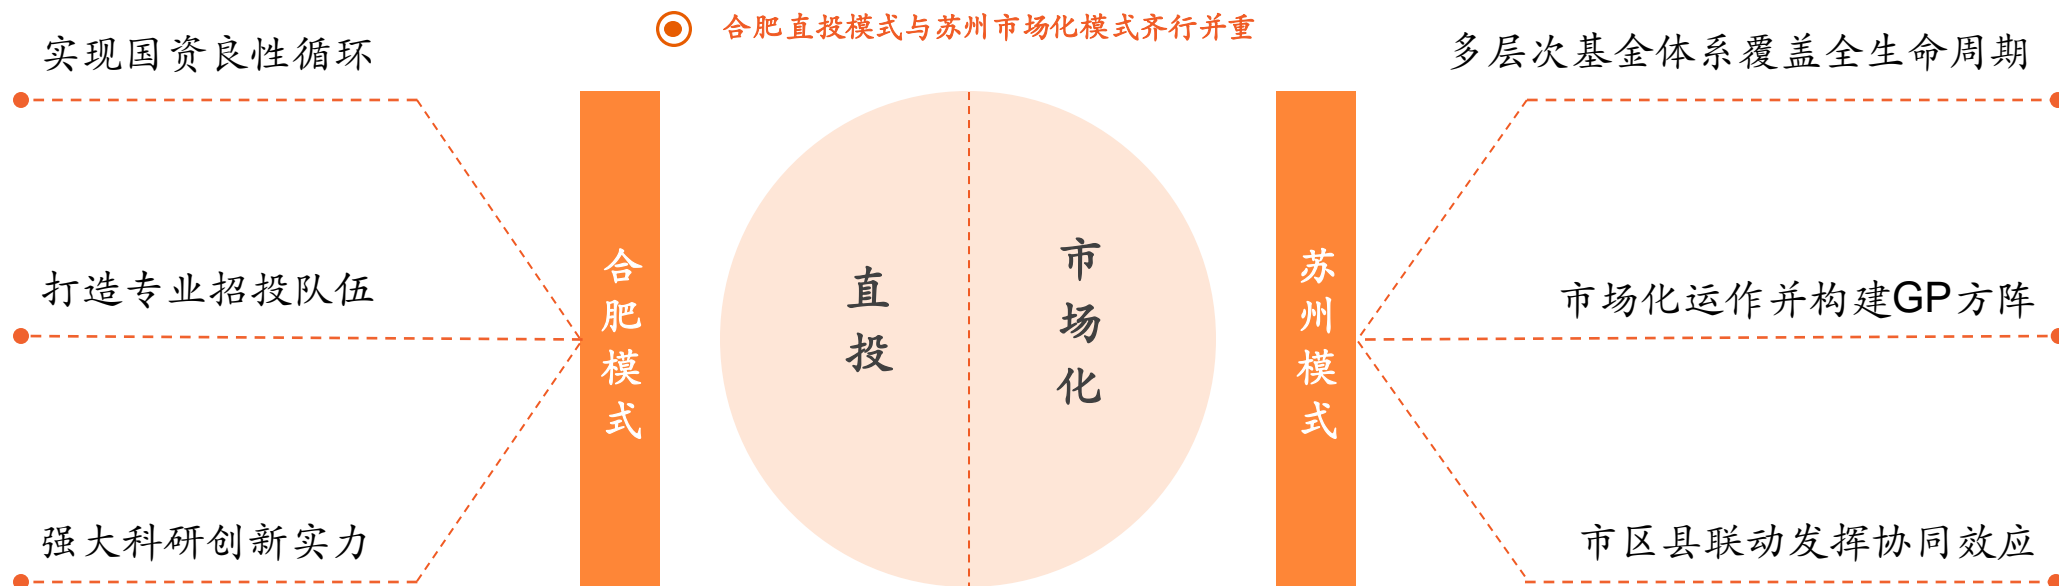 合肥直投模式与苏州市场化模式齐行并重
实现国资良性循环
打造专业招投队伍
强大科研创新实力
合肥模式
直投
市场化
苏州模式
多层次基金体系覆盖全生命周期
市场化运作并构建GP方阵
市区县联动发挥协同效应